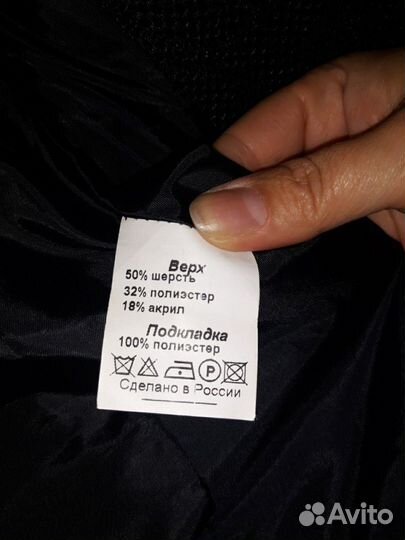 Верх
50% шерсть
32% полиэстер
18% акрил
Подкладка
100% полиэстер
P
Сделано в России
Avito